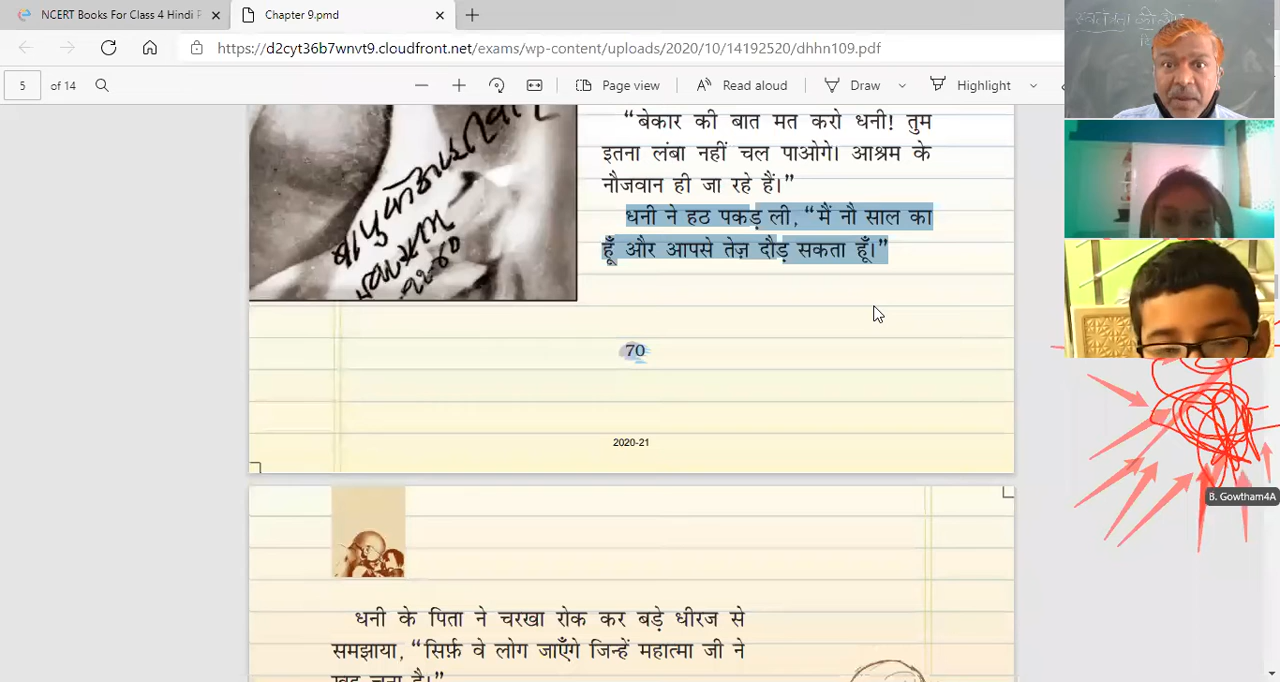 NCERT Books For Class 4 Hindi
Chapter 9.pmd
https://d2cyt36b7wnvt9.cloudfront.net/exams/wp-content/uploads/2020/10/14192520/dhhn109.pdf
5 of 14
Page view
Read aloud
Draw
Highlight
“बेकार की बात मत करो धनी! तुम
इतना लंबा नहीं चल पाओगे। आश्रम के
नौजवान ही जा रहे हैं।”
धनी ने हठ पकड़ ली, “मैं नौ साल का
हूँ और आपसे तेज़ दौड़ सकता हूँ।”
70
2020-21
धनी के पिता ने चरखा रोक कर बड़े धीरज से
समझाया, “सिर्फ़ वे लोग जाएँगे जिन्हें महात्मा जी ने
खुद चुना है।”
बापु के आशीर्वाद
B. Gowtham4A